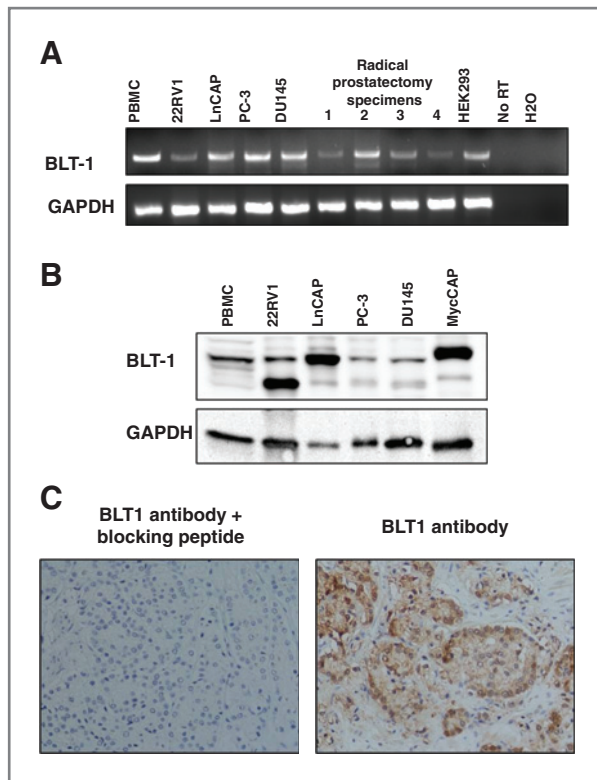 A
PBMC
22RV1
LnCAP
PC-3
DU145
Radical
prostatectomy
specimens
1 2 3 4
HEK293
No RT
H2O
BLT-1
GAPDH
B
PBMC
22RV1
LnCAP
PC-3
DU145
MycCAP
BLT-1
GAPDH
C
BLT1 antibody +
blocking peptide
BLT1 antibody